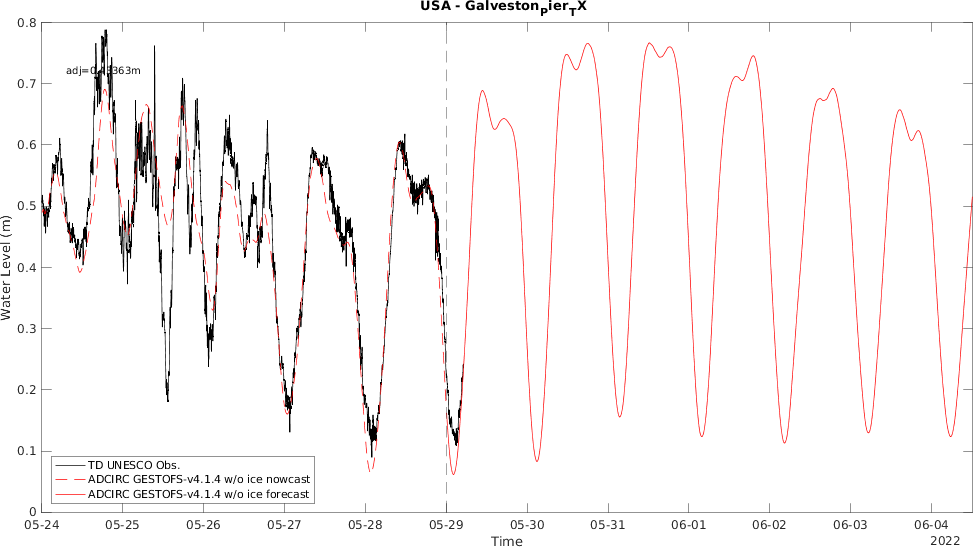 USA - GalvestonPierTX
0.8
0.7
0.6
0.5
0.4
0.3
0.2
0.1
0
Water Level (m)
TD UNESCO Obs.
ADCIRC GESTOFS-v4.1.4 w/o ice nowcast
ADCIRC GESTOFS-v4.1.4 w/o ice forecast
05-24 05-25 05-26 05-27 05-28 05-29 05-30 05-31 06-01 06-02 06-03 06-04
Time
2022